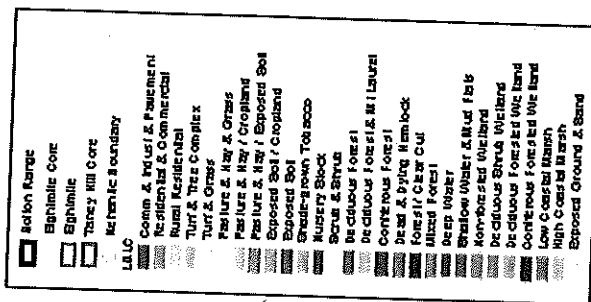 Bolton Range
Eightmile Core
Eightmile
Taney Hill Core
Refernce Boundary
LULC
Comm & Indust & Pavement
Residential & Commercial
Rural Residential
Turf & Tree Complex
Turf & Grass
Pasture & Hay & Grass
Pasture & Hay / Cropland
Pasture & Hay / Exposed Soil
Exposed Soil / Cropland
Exposed Soil
Shade-grown Tobacco
Nursery Stock
Scrub & Shrub
Deciduous Forest
Deciduous Forest & Mt Laurel
Coniferous Forest
Dead & Dying Hemlock
Forest / Clear Cut
Mixed Forest
Deep Water
Shallow Water & Mud Flats
Non-forested Wetland
Deciduous Shrub Wetland
Deciduous Forested Wetland
Coniferous Forested Wetland
Low Coastal Marsh
High Coastal Marsh
Exposed Ground & Sand